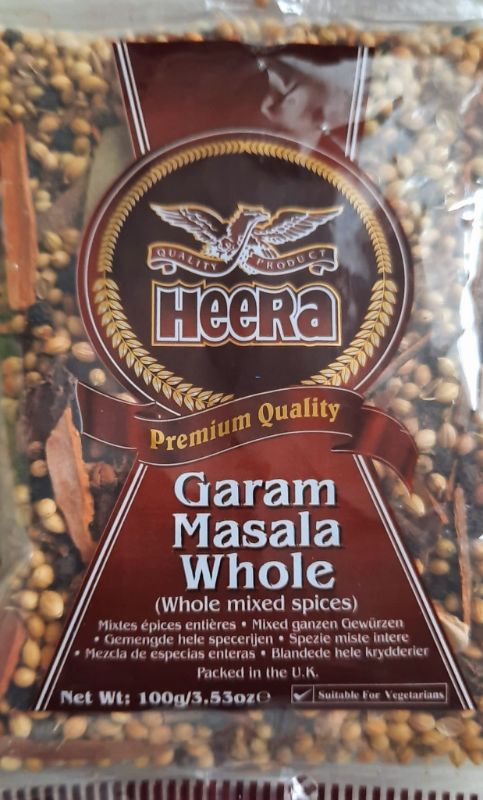 QUALITY PRODUCT
HEERA
Premium Quality
Garam
Masala
Whole
(Whole mixed spices)
Mixtes épices entières • Mixed ganzen Gewürzen
• Gemengde hele specerijen • Spezie miste intere
• Mezcla de especias enteras • Blandede hele krydderier
Packed in the U.K.
Net Wt: 100g/3.53oz℮
Suitable For Vegetarians